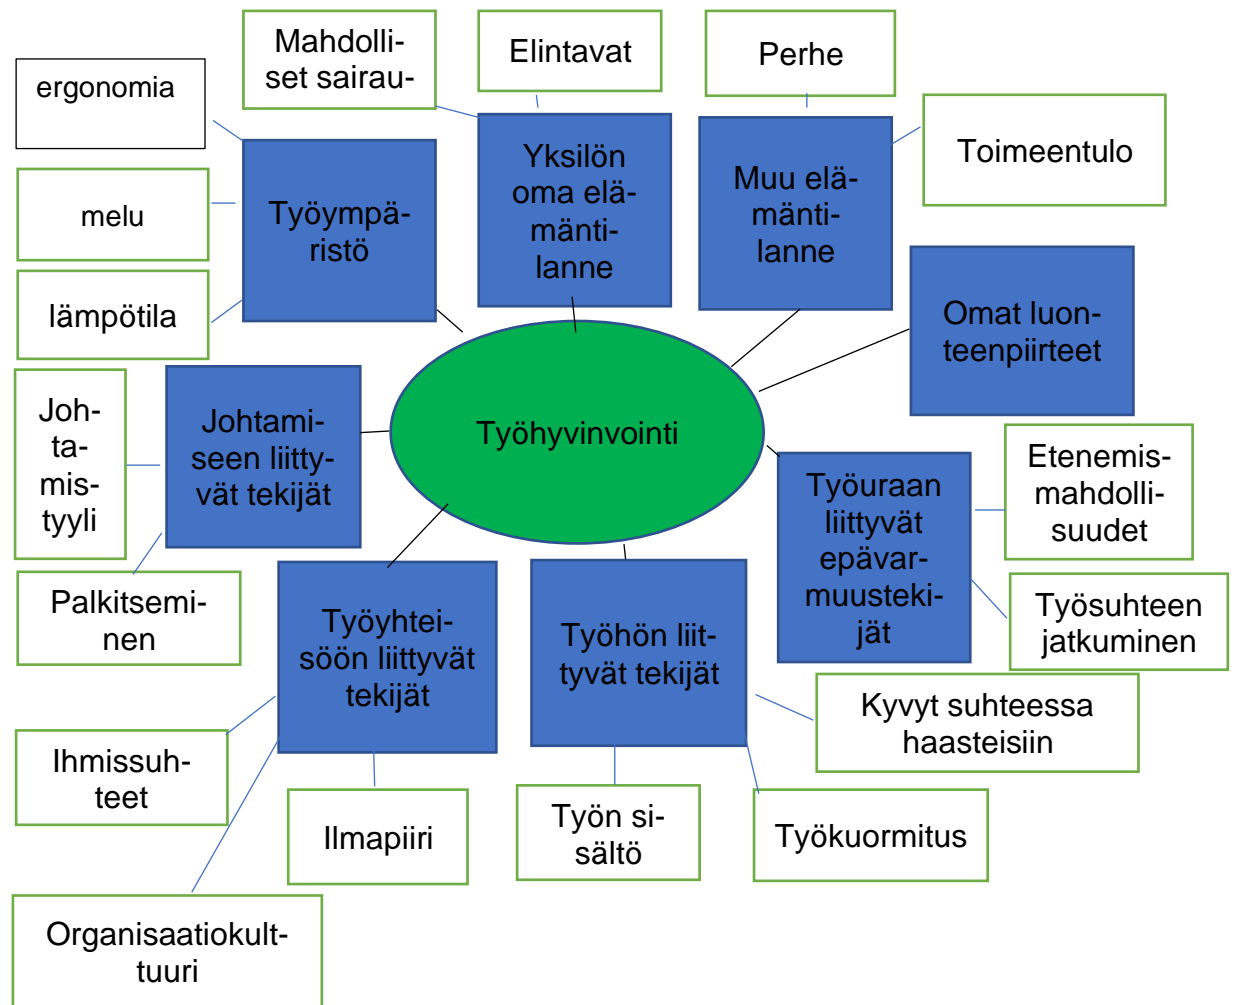 Mahdolli-
set sairau-
Elintavat
Perhe
ergonomia
Toimeentulo
Yksilön
oma elä-
mänti-
lanne
Muu elä-
mänti-
lanne
melu
Työympä-
ristö
lämpötila
Omat luon-
teenpiirteet
Joh-
ta-
mis-
tyyli
Johtami-
seen liitty-
vät tekijät
Työhyvinvointi
Työuraan
liittyvät
epävar-
muusteki-
jät
Etenemis-
mahdolli-
suudet
Palkitsemi-
nen
Työyhtei-
söön liittyvät
tekijät
Työhön liit-
tyvät tekijät
Työsuhteen
jatkuminen
Kyvyt suhteessa
haasteisiin
Ihmissuh-
teet
Ilmapiiri
Työn si-
sältö
Työkuormitus
Organisaatiokult-
tuuri